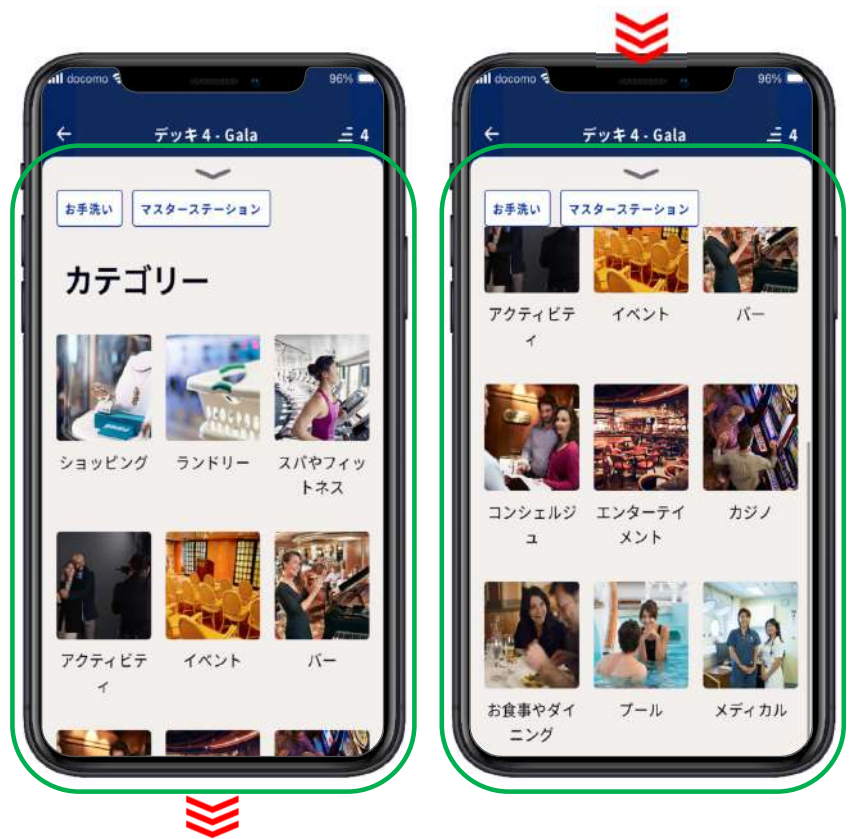 docomo
96%
デッキ 4 - Gala
4
お手洗い
マスターステーション
カテゴリー
ショッピング
ランドリー
スパやフィッ
トネス
アクティビテ
ィ
イベント
バー
docomo
96%
デッキ 4 - Gala
4
お手洗い
マスターステーション
アクティビテ
ィ
イベント
バー
コンシェルジ
ュ
エンターテイ
メント
カジノ
お食事やダイ
ニング
プール
メディカル